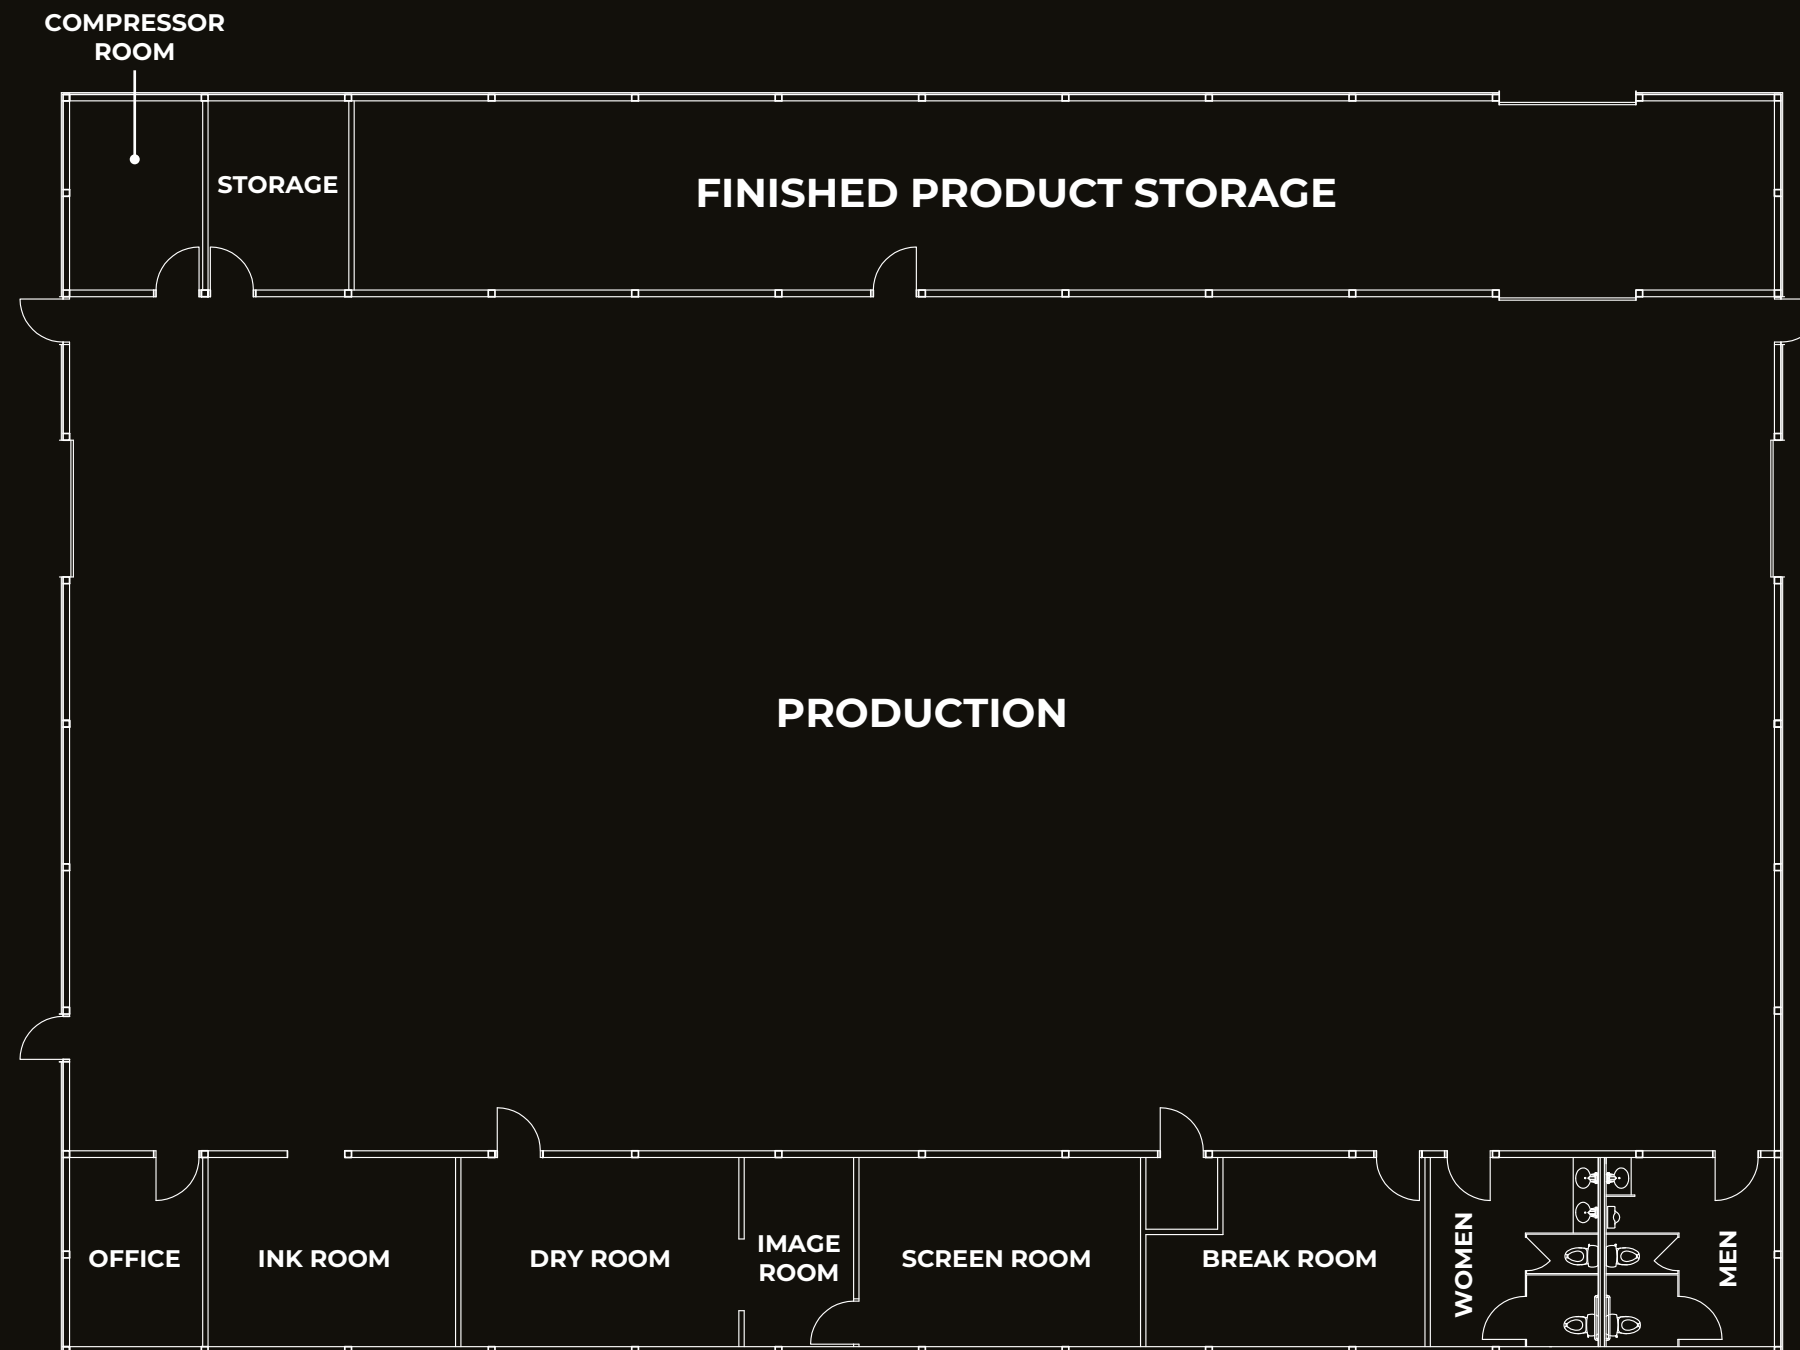 COMPRESSOR
ROOM
STORAGE
FINISHED PRODUCT STORAGE
PRODUCTION
OFFICE
INK ROOM
DRY ROOM
IMAGE
ROOM
SCREEN ROOM
BREAK ROOM
WOMEN
MEN